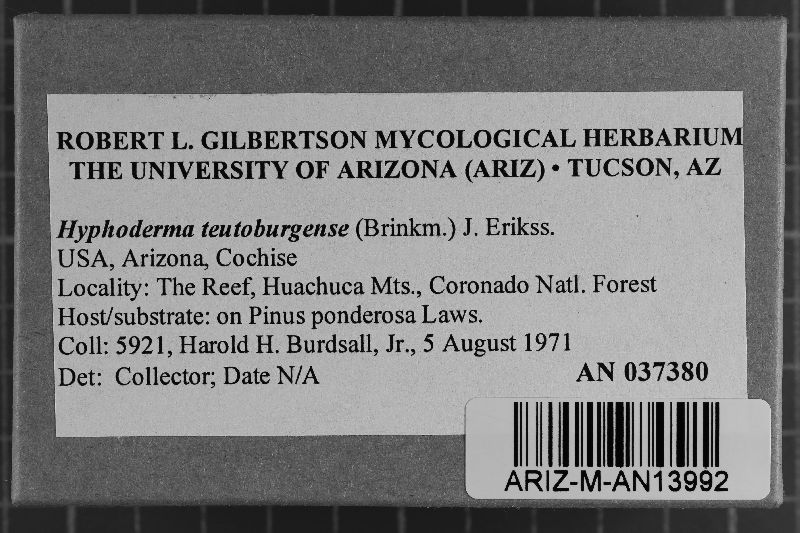 ROBERT L. GILBERTSON MYCOLOGICAL HERBARIUM
THE UNIVERSITY OF ARIZONA (ARIZ) • TUCSON, AZ
Hyphoderma teutoburgense (Brinkm.) J. Erikss.
USA, Arizona, Cochise
Locality: The Reef, Huachuca Mts., Coronado Natl. Forest
Host/substrate: on Pinus ponderosa Laws.
Coll: 5921, Harold H. Burdsall, Jr., 5 August 1971
Det: Collector; Date N/A
AN 037380
ARIZ-M-AN13992